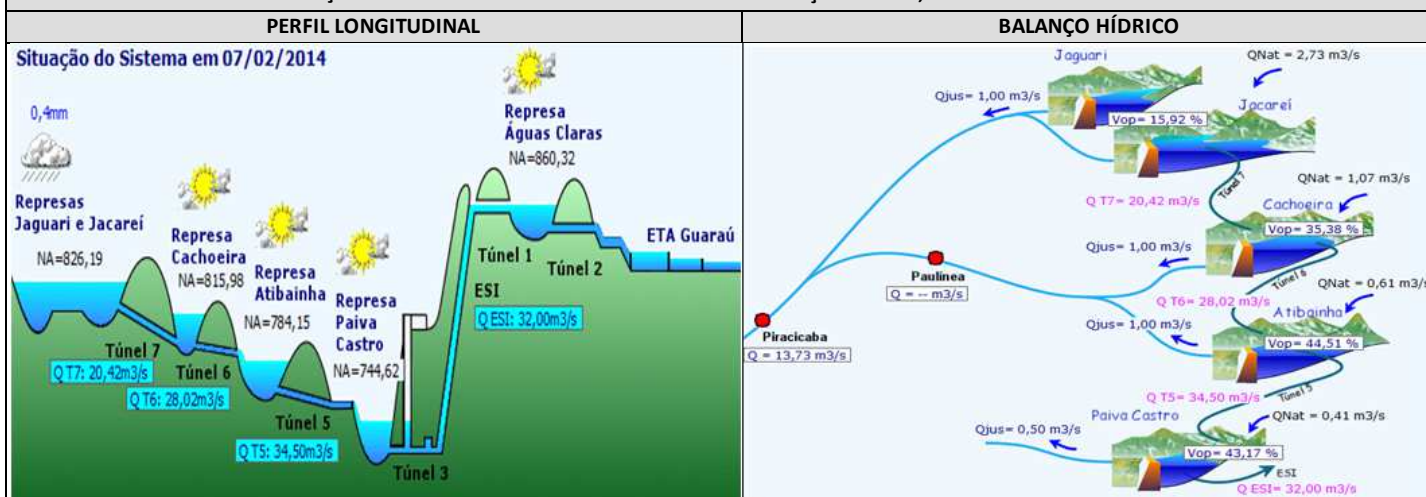 PERFIL LONGITUDINAL
Situação do Sistema em 07/02/2014
0,4mm
Represas
Jaguari e Jacareí
NA=826,19
Represa
Cachoeira
NA=815,98
Represa
Atibainha
NA=784,15
Represa
Paiva
Castro
NA=744,62
Represa
Águas Claras
NA=860,32
Túnel 1
Túnel 2
ETA Guaraú
ESI
Q ESI: 32,00m3/s
Túnel 7
Q T7: 20,42m3/s
Túnel 6
Q T6: 28,02m3/s
Túnel 5
Q T5: 34,50m3/s
Túnel 3
BALANÇO HÍDRICO
Jaguari
QNat = 2,73 m3/s
Qjus= 1,00 m3/s
Jacareí
Vop= 15,92 %
Túnel 7
Q T7= 20,42 m3/s
QNat = 1,07 m3/s
Cachoeira
Vop= 35,38 %
Qjus= 1,00 m3/s
Túnel 6
Paulínea
Q = -- m3/s
Q T6= 28,02 m3/s
QNat = 0,61 m3/s
Atibainha
Qjus= 1,00 m3/s
Vop= 44,51 %
Piracicaba
Q = 13,73 m3/s
Q T5= 34,50 m3/s
Túnel 5
Paiva Castro
QNat = 0,41 m3/s
Qjus= 0,50 m3/s
Vop= 43,17 %
ESI
Q ESI= 32,00 m3/s